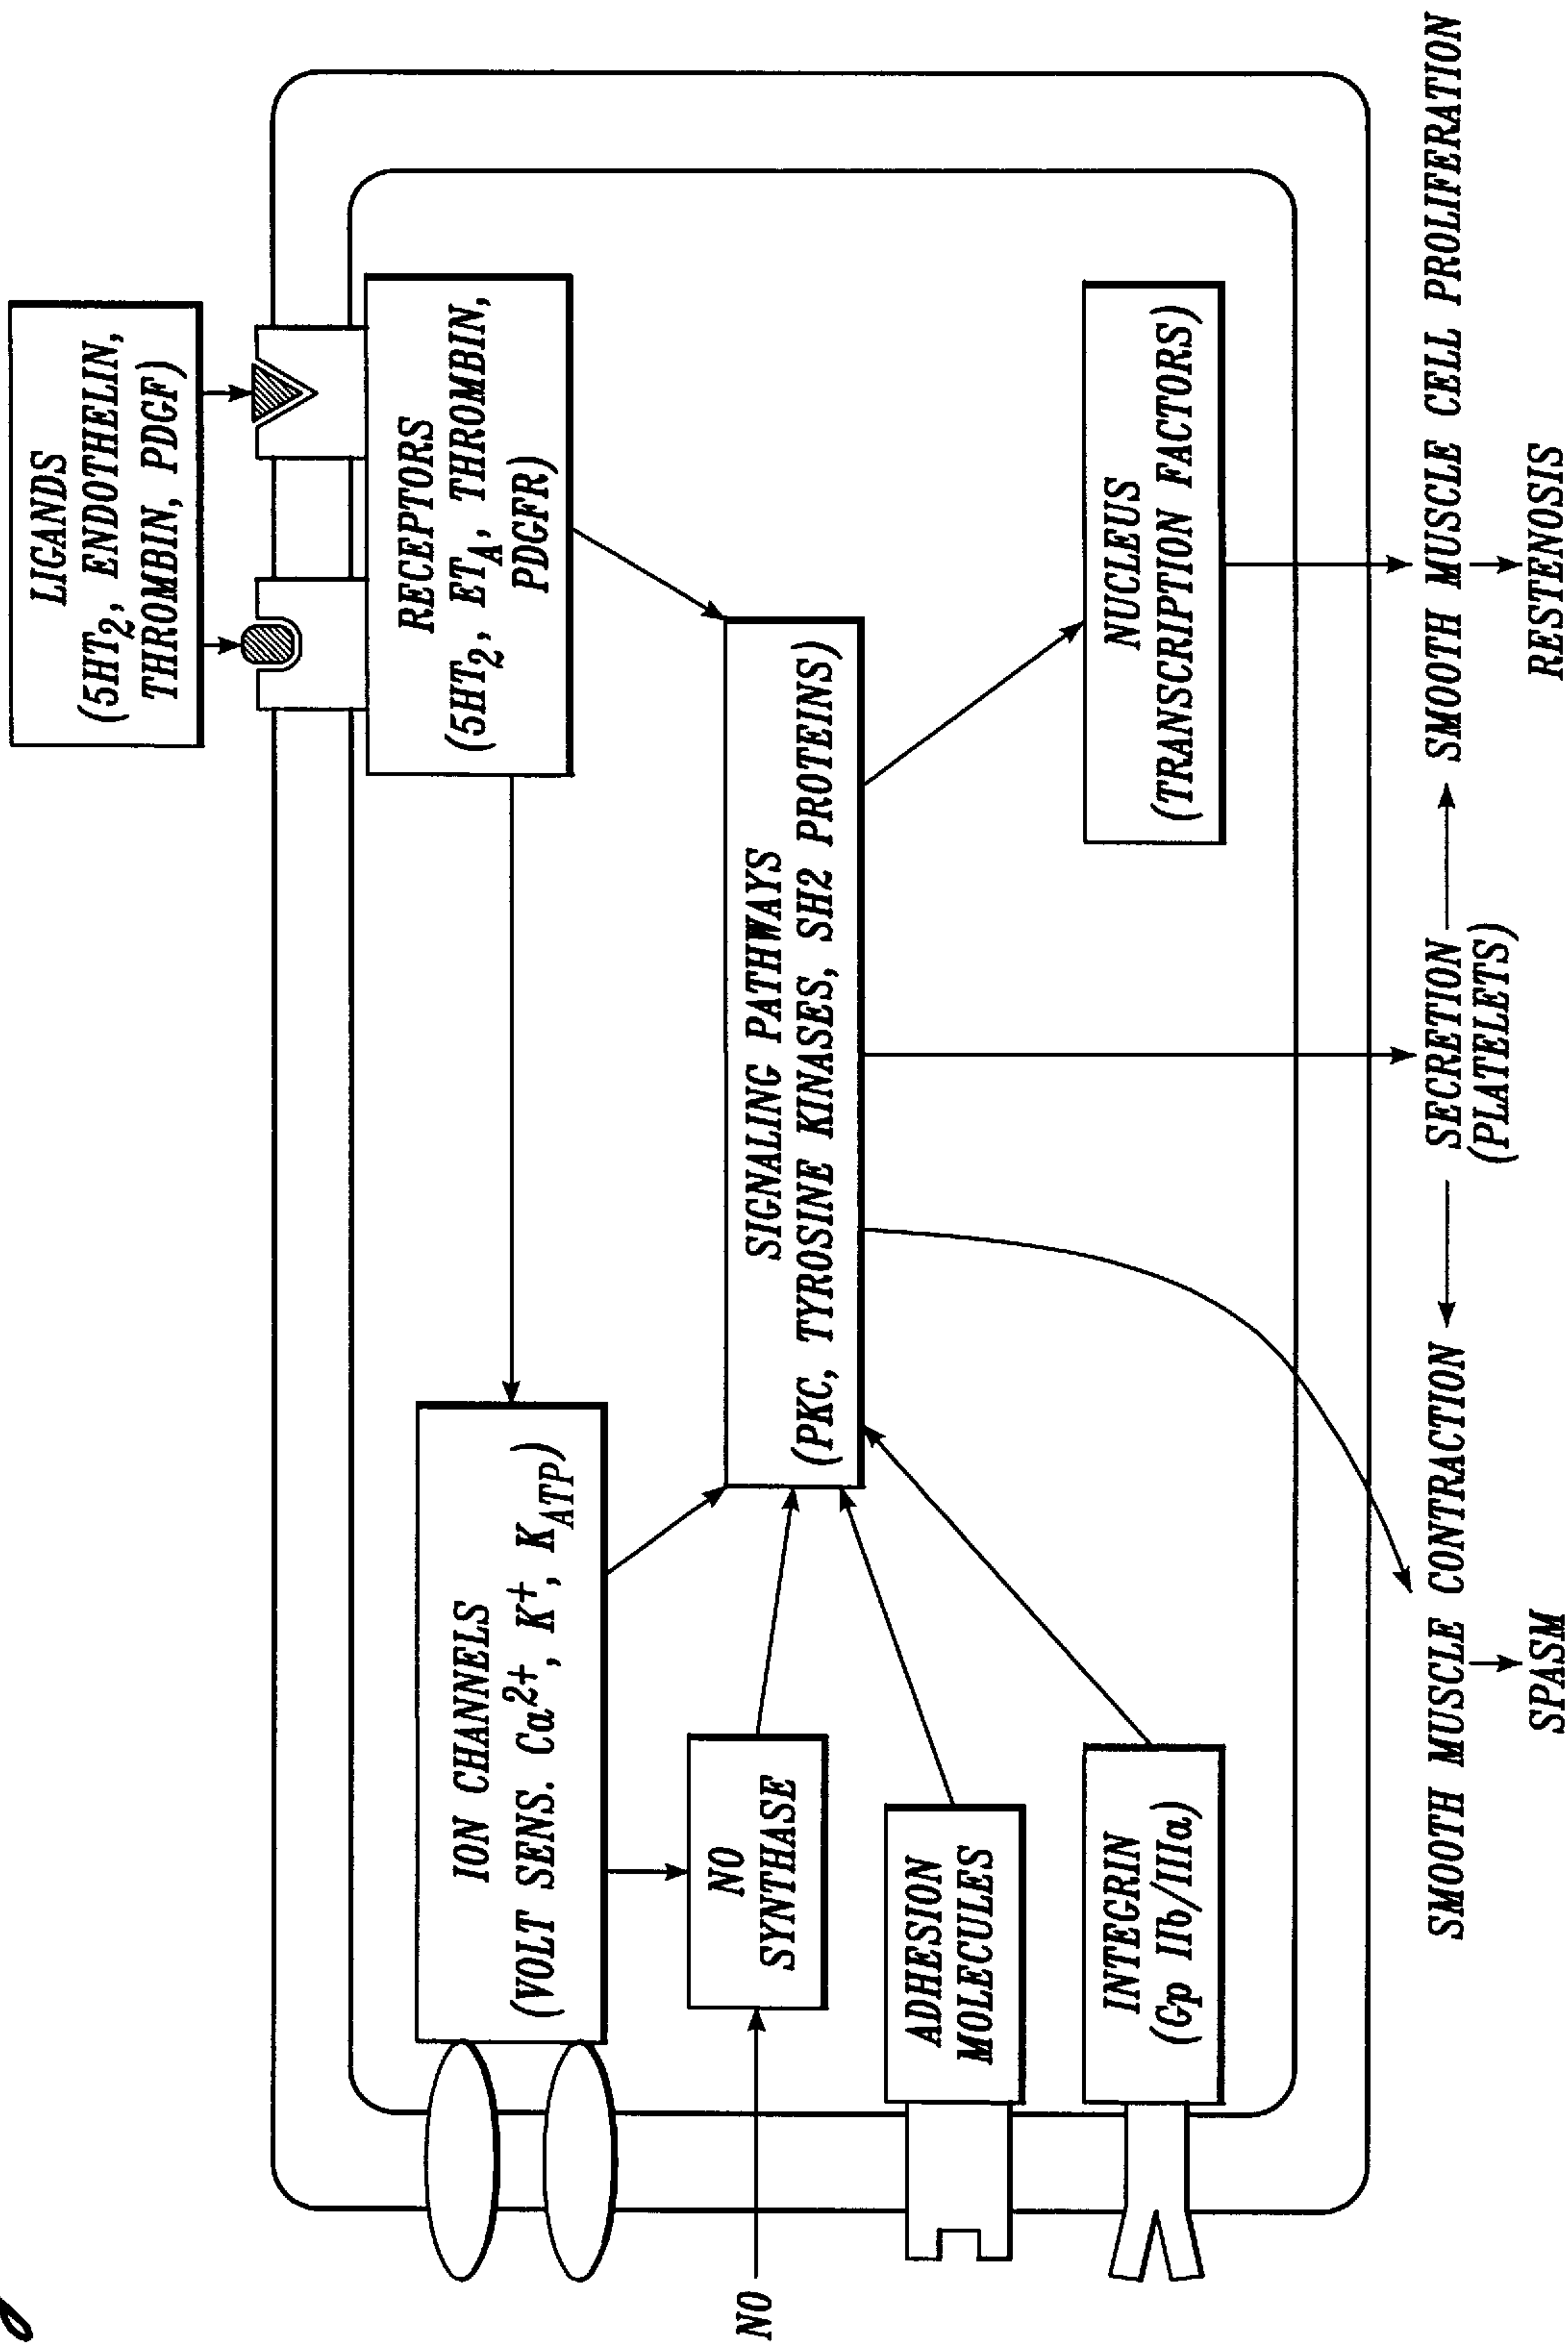 LIGANDS
(5HT2, ENDOTHELIN,
THROMBIN, PDGF)
RECEPTORS
(5HT2, ETA, THROMBIN,
PDGFR)
ION CHANNELS
(VOLT SENS. Ca2+, K+, KATP)
SIGNALING PATHWAYS
(PKC, TYROSINE KINASES, SH2 PROTEINS)
NO
NO
SYNTHASE
ADHESION
MOLECULES
INTEGRIN
(Gp IIb/IIIa)
NUCLEUS
(TRANSCRIPTION FACTORS)
SMOOTH MUSCLE CONTRACTION
SECRETION
(PLATELETS)
SMOOTH MUSCLE CELL PROLIFERATION
SPASM
RESTENOSIS